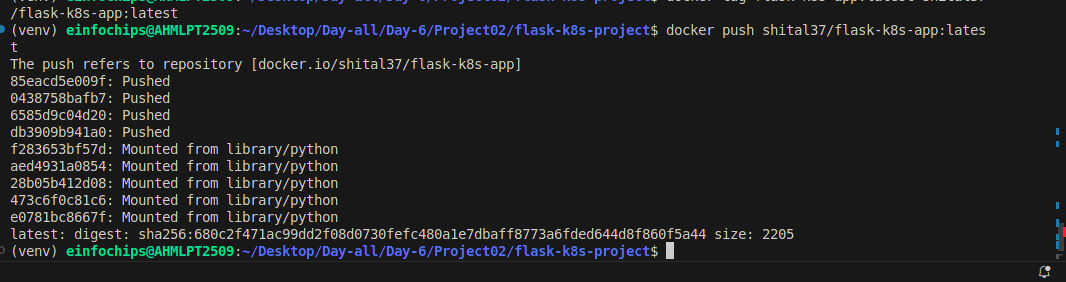 /flask-k8s-app:latest
(venv) einfochips@AHMLPT2509:~/Desktop/Day-all/Day-6/Project02/flask-k8s-project$ docker push shital37/flask-k8s-app:lates
t
The push refers to repository [docker.io/shital37/flask-k8s-app]
85eacd5e009f: Pushed
0438758bafb7: Pushed
6585d9c04d20: Pushed
db3909b941a0: Pushed
f283653bf57d: Mounted from library/python
aed4931a0854: Mounted from library/python
28b05b412d08: Mounted from library/python
473c6f0c81c6: Mounted from library/python
e0781bc8667f: Mounted from library/python
latest: digest: sha256:680c2f471ac99dd2f08d0730fefc480a1e7dbaff8773a6fded644d8f860f5a44 size: 2205
(venv) einfochips@AHMLPT2509:~/Desktop/Day-all/Day-6/Project02/flask-k8s-project$